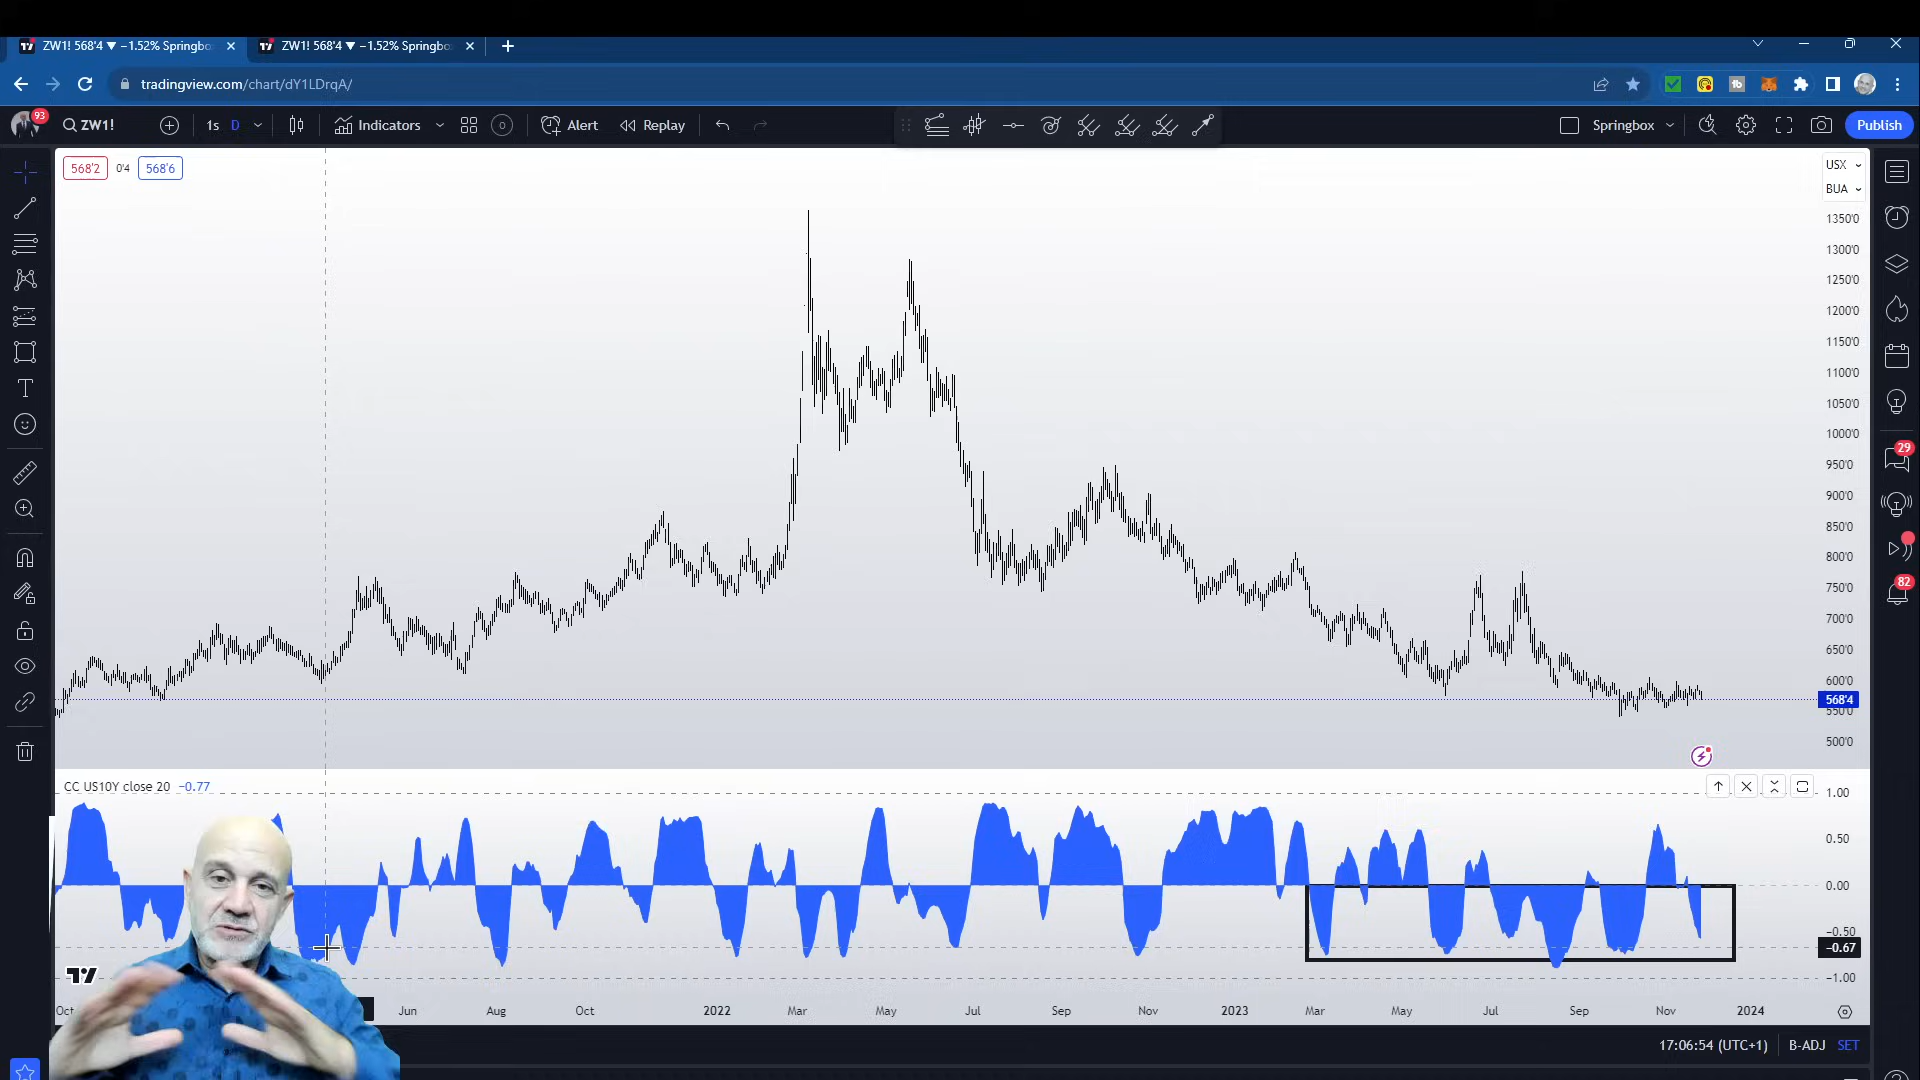 ZW1! 568'4 ▼ −1.52% Springbo
ZW1! 568'4 ▼ −1.52% Springbo
tradingview.com/chart/dY1LDrqA/
93
ZW1!
1s
D
Indicators
Alert
Replay
Springbox
Publish
568'2
0'4
568'6
USX
BUA
1350'0
1300'0
1250'0
1200'0
1150'0
1100'0
1050'0
1000'0
950'0
900'0
850'0
800'0
750'0
700'0
650'0
600'0
568'4
550'0
500'0
29
82
CC US10Y close 20 −0.77
1.00
0.50
0.00
−0.50
−0.67
−1.00
Oct
Jun
Aug
Oct
2022
Mar
May
Jul
Sep
Nov
2023
Mar
May
Jul
Sep
Nov
2024
17:06:54 (UTC+1)
B-ADJ
SET